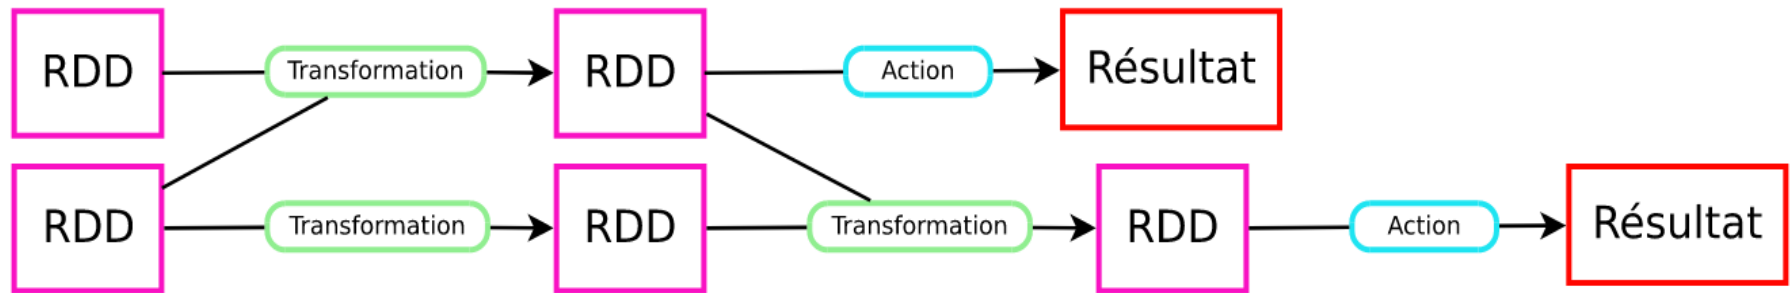 RDD
Transformation
RDD
Action
Résultat
RDD
Transformation
RDD
Transformation
RDD
Action
Résultat